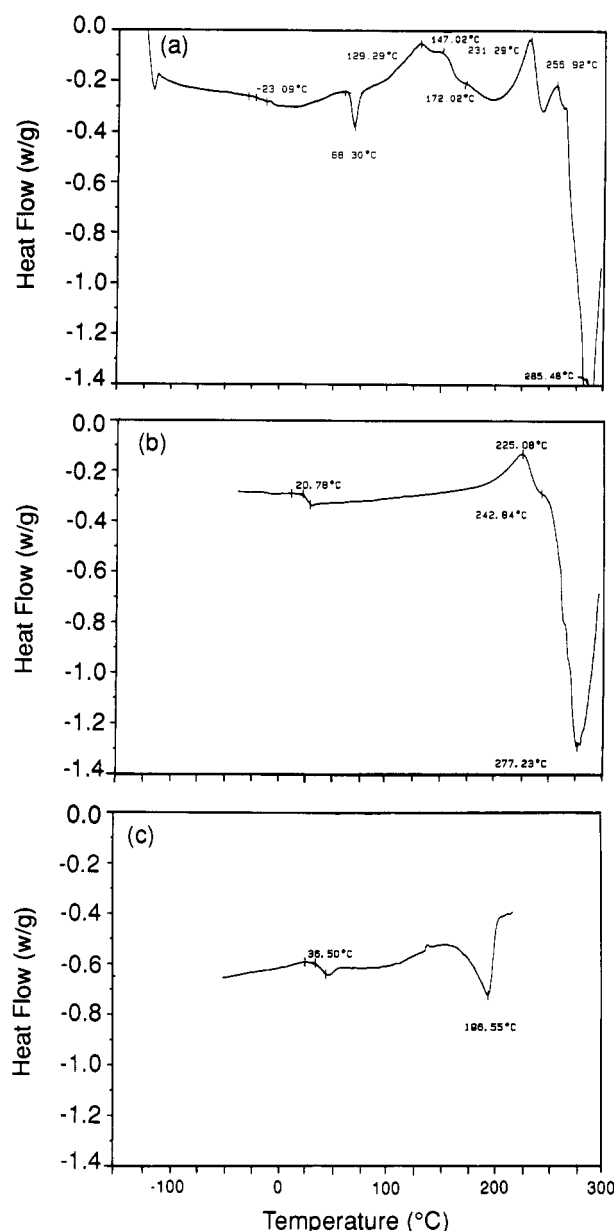 (a)
0.0
-0.2
-0.4
-0.6
-0.8
-1.0
-1.2
-1.4
Heat Flow (w/g)
-23.09°C
68.30°C
129.29°C
147.02°C
172.02°C
231.29°C
255.92°C
285.48°C
(b)
0.0
-0.2
-0.4
-0.6
-0.8
-1.0
-1.2
-1.4
Heat Flow (w/g)
20.78°C
225.08°C
242.84°C
277.23°C
(c)
0.0
-0.2
-0.4
-0.6
-0.8
-1.0
-1.2
-1.4
Heat Flow (w/g)
36.50°C
-100 0 100 200 300
Temperature (°C)